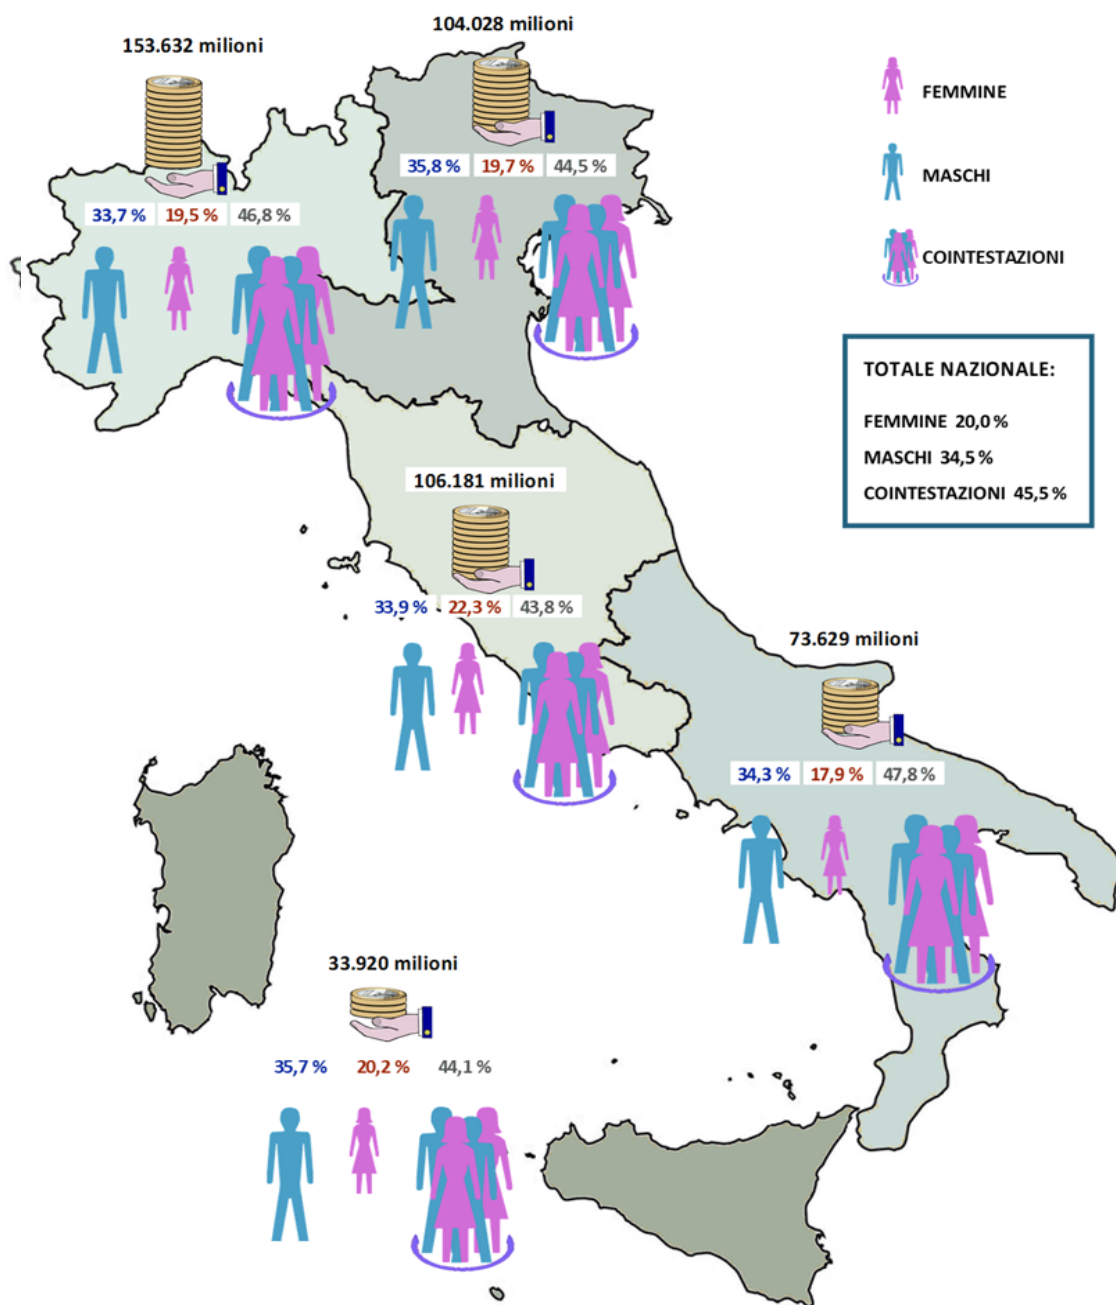 104.028 milioni
153.632 milioni
35,8 % 19,7 % 44,5 %
33,7 % 19,5 % 46,8 %
FEMMINE
MASCHI
COINTESTAZIONI
TOTALE NAZIONALE:
FEMMINE 20,0 %
MASCHI 34,5 %
COINTESTAZIONI 45,5 %
106.181 milioni
33,9 % 22,3 % 43,8 %
73.629 milioni
34,3 % 17,9 % 47,8 %
33.920 milioni
35,7 % 20,2 % 44,1 %